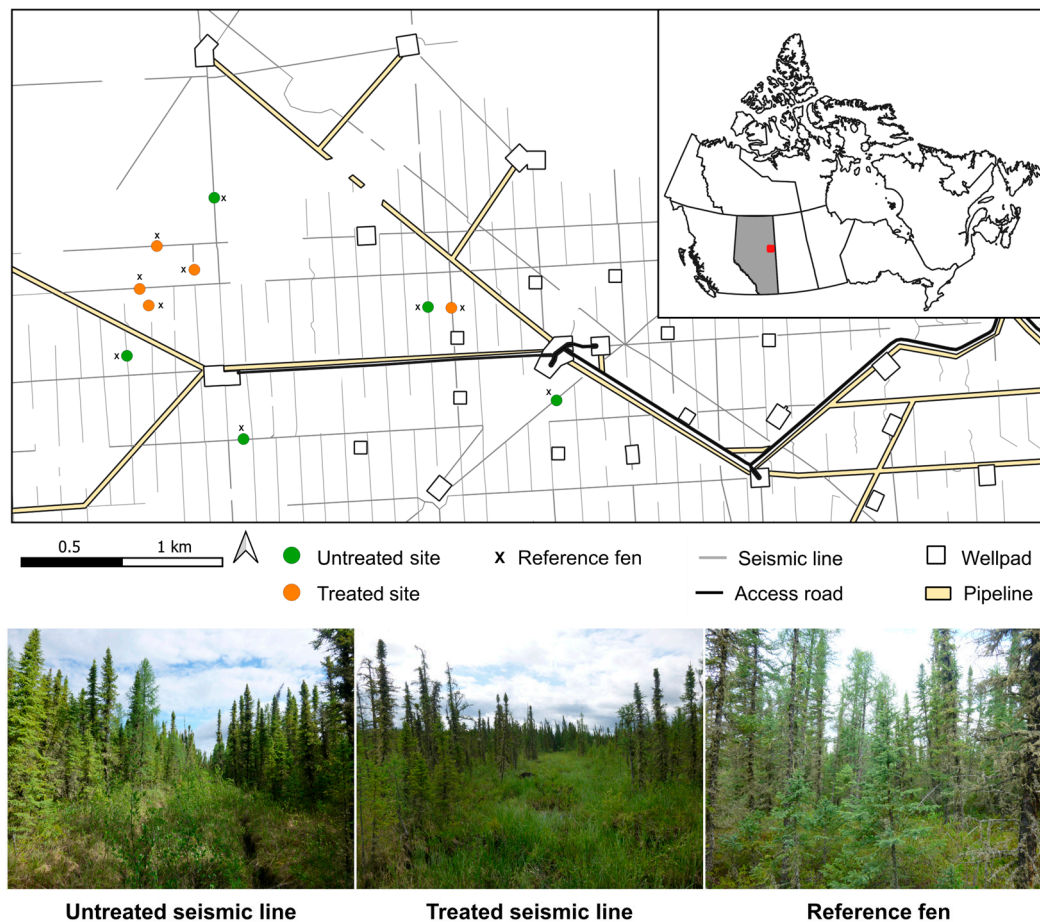 x
x
x
x
x
x
x
x
x
x
0.5 1 km
Untreated site
x Reference fen
Seismic line
Wellpad
Treated site
Access road
Pipeline
Untreated seismic line
Treated seismic line
Reference fen